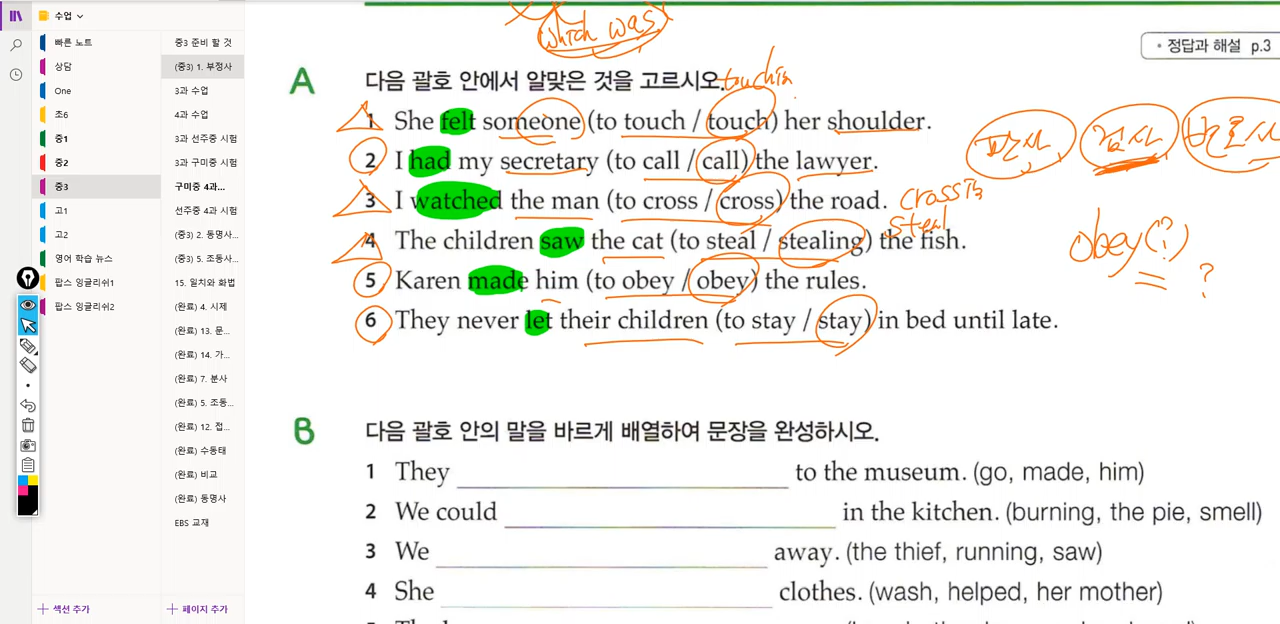 수업
빠른 노트
상담
One
초6
중1
중2
중3
고1
고2
영어 학습 뉴스
팝스 잉글리쉬1
팝스 잉글리쉬2
섹션 추가
중3 준비 할 것
(중3) 1. 부정사
3과 수업
4과 수업
3과 선주중 시험
3과 구미중 시험
구미중 4과...
선주중 4과 시험
(중3) 2. 동명사...
(중3) 5. 조동사...
15. 일치와 화법
(완료) 4. 시제
(완료) 13. 문...
(완료) 14. 가...
(완료) 7. 분사
(완료) 5. 조동...
(완료) 12. 접...
(완료) 수동태
(완료) 비교
(완료) 동명사
EBS 교재
페이지 추가
which was
• 정답과 해설 p.3
A 다음 괄호 안에서 알맞은 것을 고르시오.
1 She felt someone (to touch / touch) her shoulder.
2 I had my secretary (to call / call) the lawyer.
판사 검사 변호사
3 I watched the man (to cross / cross) the road.
steal
4 The children saw the cat (to steal / stealing) the fish.
obey(?)
5 Karen made him (to obey / obey) the rules.
?
6 They never let their children (to stay / stay) in bed until late.
B 다음 괄호 안의 말을 바르게 배열하여 문장을 완성하시오.
1 They to the museum. (go, made, him)
2 We could in the kitchen. (burning, the pie, smell)
3 We away. (the thief, running, saw)
4 She clothes. (wash, helped, her mother)